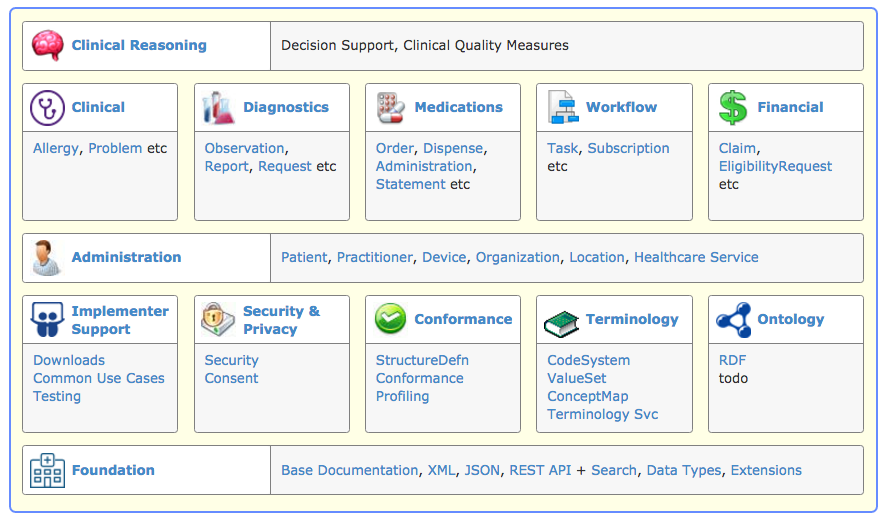 Clinical Reasoning
Decision Support, Clinical Quality Measures
Clinical
Allergy, Problem etc
Diagnostics
Observation,
Report, Request etc
Medications
Order, Dispense,
Administration,
Statement etc
Workflow
Task, Subscription
etc
Financial
Claim,
EligibilityRequest
etc
Administration
Patient, Practitioner, Device, Organization, Location, Healthcare Service
Implementer
Support
Downloads
Common Use Cases
Testing
Security &
Privacy
Security
Consent
Conformance
StructureDefn
Conformance
Profiling
Terminology
CodeSystem
ValueSet
ConceptMap
Terminology Svc
Ontology
RDF
todo
Foundation
Base Documentation, XML, JSON, REST API + Search, Data Types, Extensions